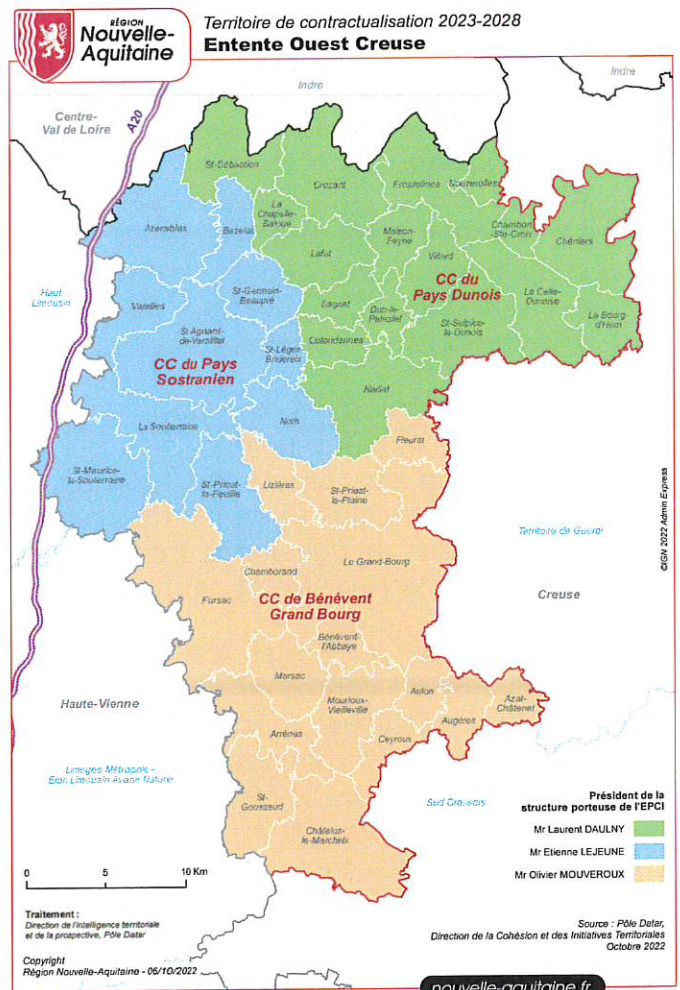 RÉGION
Nouvelle-
Aquitaine
Territoire de contractualisation 2023-2028
Entente Ouest Creuse
Indre
Indre
Centre-
Val de Loire
A20
St-Sébastien
Crozant
Fresselines
Nouzerolles
La
Chapelle-
Baloue
Azerables
Bazelat
Maison-
Feyne
Chambon-
Ste-Croix
Chéniers
Lafat
Villard
Haut
Limousin
Vareilles
St-Germain-
Beaupré
CC du
Pays Dunois
La Celle-
Dunoise
Sagnat
Dun-le-
Palestel
Le Bourg-
d'Hem
St-Agnant-
de-Versillat
St-Sulpice-
le-Dunois
Colondannes
St-Léger-
Bridereix
CC du Pays
Sostranien
Naillat
La Souterraine
Noth
Fleurat
St-Maurice-
la-Souterraine
St-Priest-
la-Feuille
Lizières
St-Priest-
la-Plaine
©IGN 2022 Admin Express
Territoire de Guéret
Le Grand-Bourg
Chamborand
Creuse
Fursac
CC de Bénévent
Grand Bourg
Bénévent-
l'Abbaye
Marsac
Aulon
Azat-
Châtenet
Haute-Vienne
Mourioux-
Vieilleville
Augères
Arrènes
Ceyroux
Limoges Métropole -
Elan Limousin Avenir Nature
St-
Goussaud
Sud Creusois
Châtelus-
le-Marcheix
Président de la
structure porteuse de l'EPCI
Mr Laurent DAULNY
Mr Etienne LEJEUNE
Mr Olivier MOUVEROUX
0 5 10 Km
Traitement :
Direction de l'intelligence territoriale
et de la prospective, Pôle Datar
Source : Pôle Datar,
Direction de la Cohésion et des Initiatives Territoriales
Octobre 2022
Copyright
Région Nouvelle-Aquitaine - 06/10/2022
nouvelle-aquitaine.fr